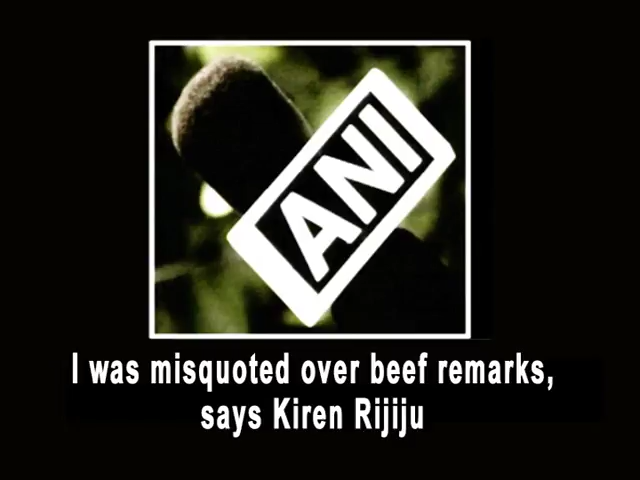 ANI
I was misquoted over beef remarks,
says Kiren Rijiju